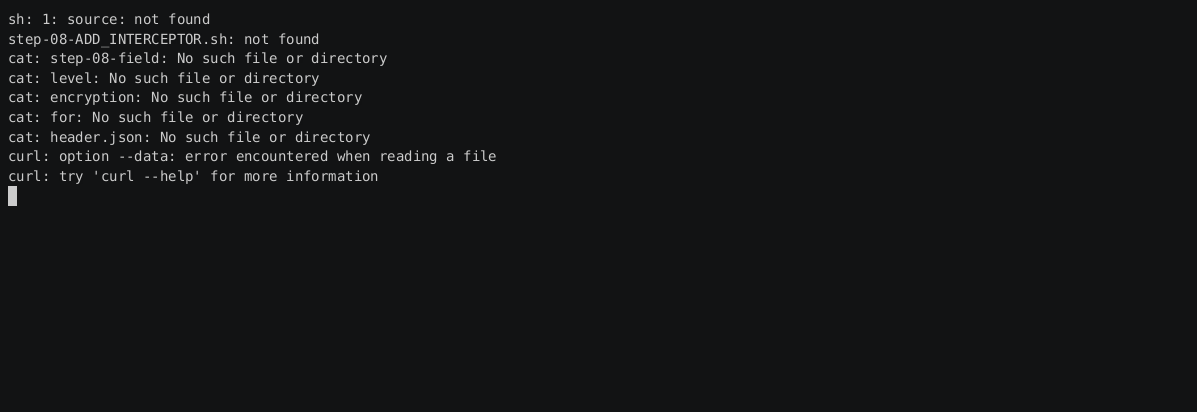 sh: 1: source: not found
step-08-ADD_INTERCEPTOR.sh: not found
cat: step-08-field: No such file or directory
cat: level: No such file or directory
cat: encryption: No such file or directory
cat: for: No such file or directory
cat: header.json: No such file or directory
curl: option --data: error encountered when reading a file
curl: try 'curl --help' for more information